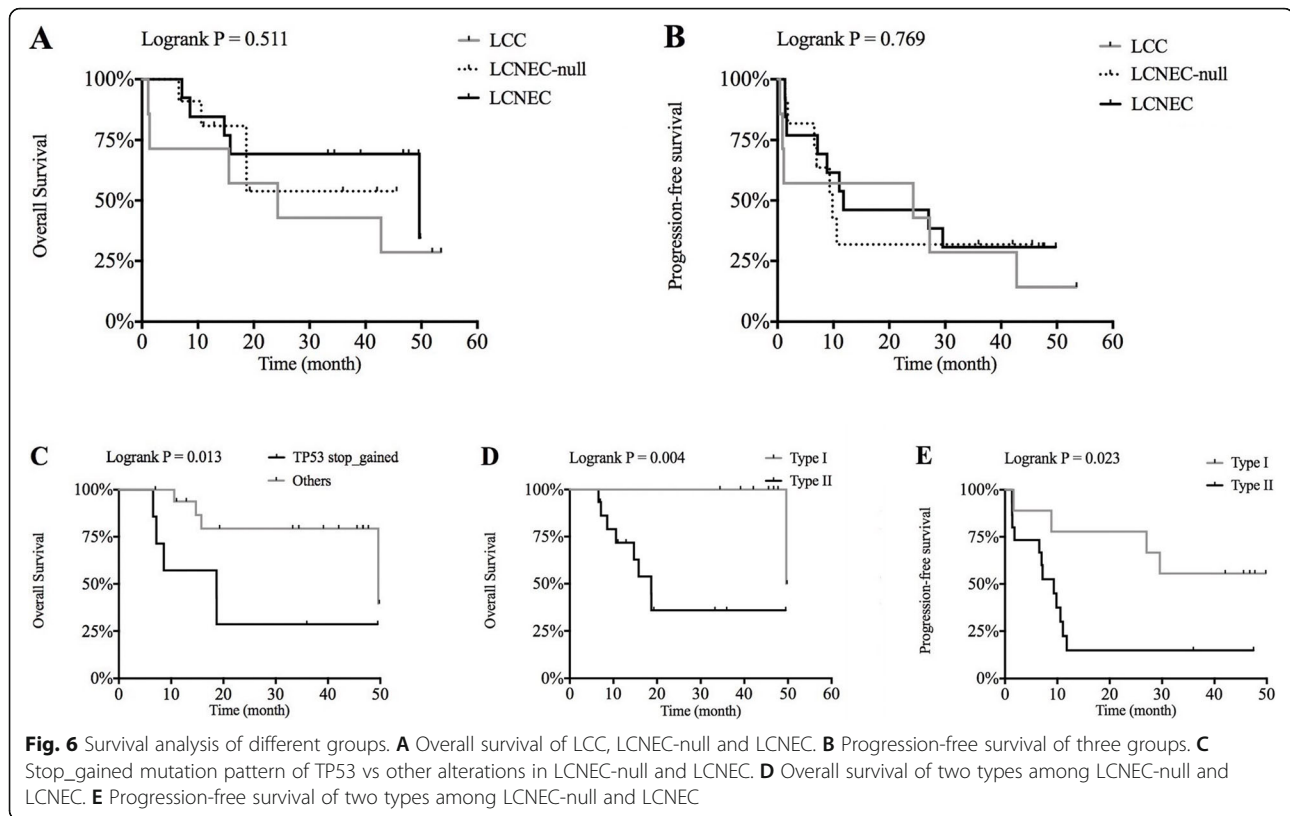 A
Logrank P = 0.511
LCC
LCNEC-null
LCNEC
100%
75%
50%
25%
0%
Overall Survival
0 10 20 30 40 50 60
Time (month)
B
Logrank P = 0.769
LCC
LCNEC-null
LCNEC
100%
75%
50%
25%
0%
Progression-free survival
0 10 20 30 40 50 60
Time (month)
C
Logrank P = 0.013
TP53 stop_gained
Others
100%
75%
50%
25%
0%
Overall Survival
0 10 20 30 40 50
Time (month)
D
Logrank P = 0.004
Type I
Type II
100%
75%
50%
25%
0%
Overall Survival
0 10 20 30 40 50 60
Time (month)
E
Logrank P = 0.023
Type I
Type II
100%
75%
50%
25%
0%
Progression-free survival
0 10 20 30 40 50
Time (month)
Fig. 6 Survival analysis of different groups. A Overall survival of LCC, LCNEC-null and LCNEC. B Progression-free survival of three groups. C
Stop_gained mutation pattern of TP53 vs other alterations in LCNEC-null and LCNEC. D Overall survival of two types among LCNEC-null and
LCNEC. E Progression-free survival of two types among LCNEC-null and LCNEC